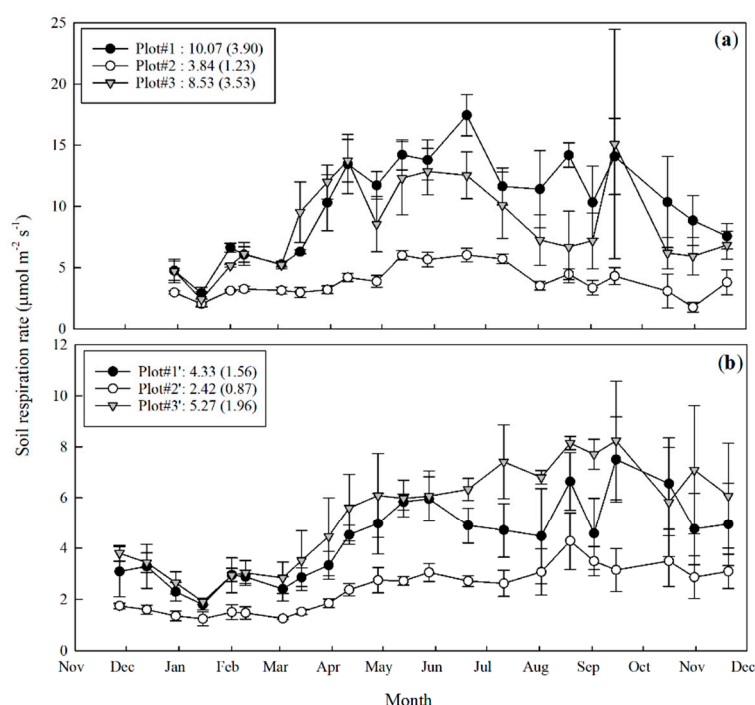 25
20
15
10
5
0
(a)
Plot#1 : 10.07 (3.90)
Plot#2 : 3.84 (1.23)
Plot#3 : 8.53 (3.53)
Soil respiration rate (μmol m⁻² s⁻¹)
12
10
8
6
4
2
0
(b)
Plot#1': 4.33 (1.56)
Plot#2': 2.42 (0.87)
Plot#3': 5.27 (1.96)
Nov Dec Jan Feb Mar Apr May Jun Jul Aug Sep Oct Nov Dec
Month